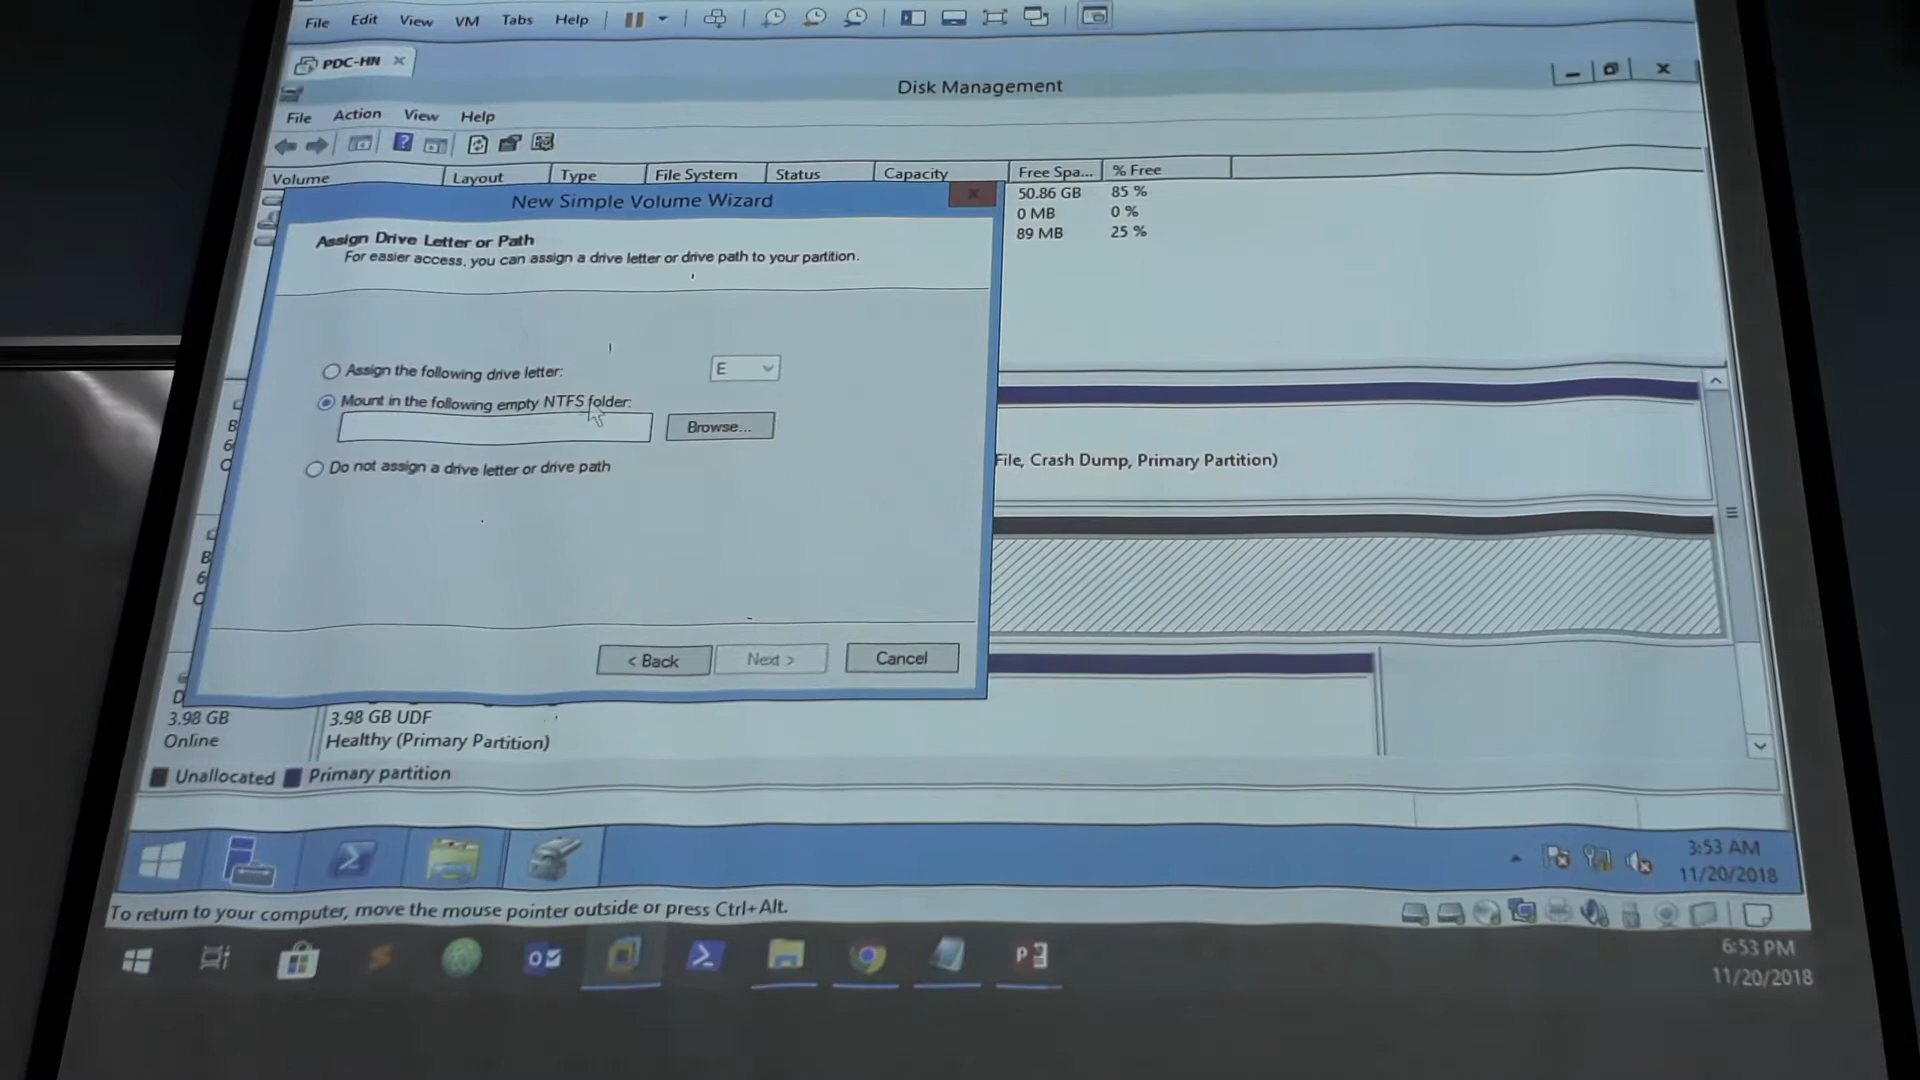 File Edit View VM Tabs Help
PDC-HN
Disk Management
File Action View Help
Volume Layout Type File System Status Capacity Free Spa... % Free
50.86 GB 85 %
0 MB 0 %
89 MB 25 %
New Simple Volume Wizard
Assign Drive Letter or Path
For easier access, you can assign a drive letter or drive path to your partition.
Assign the following drive letter: E
Mount in the following empty NTFS folder:
Browse...
Do not assign a drive letter or drive path
< Back Next > Cancel
File, Crash Dump, Primary Partition)
3.98 GB
Online
3.98 GB UDF
Healthy (Primary Partition)
Unallocated Primary partition
3:53 AM
11/20/2018
To return to your computer, move the mouse pointer outside or press Ctrl+Alt.
6:53 PM
11/20/2018